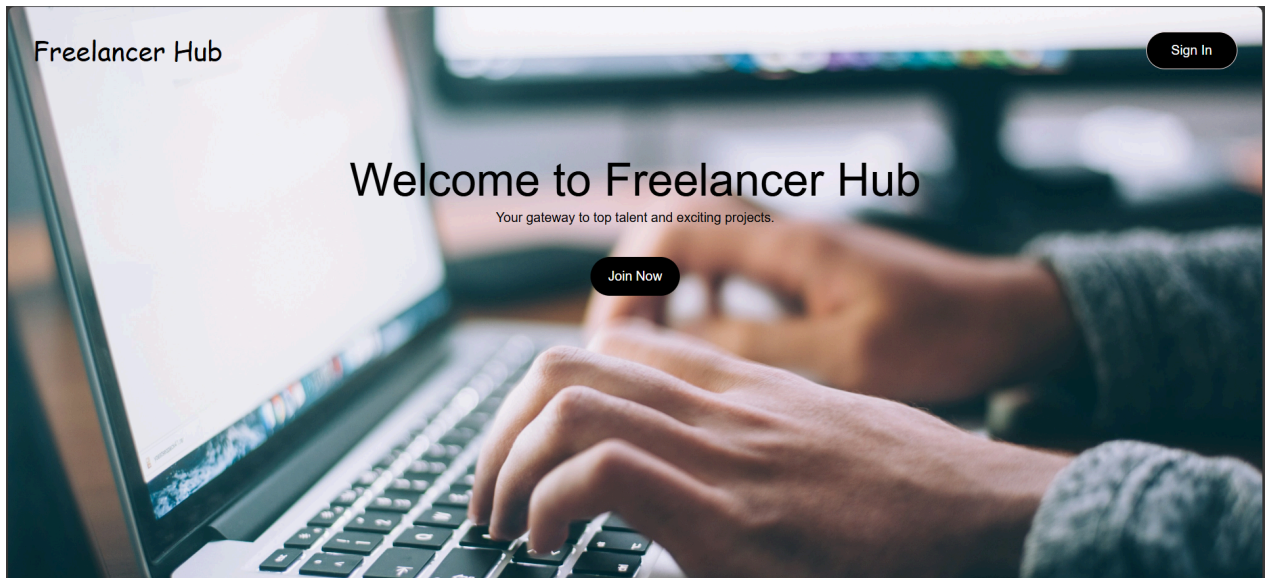 Freelancer Hub
Sign In
Welcome to Freelancer Hub
Your gateway to top talent and exciting projects.
Join Now